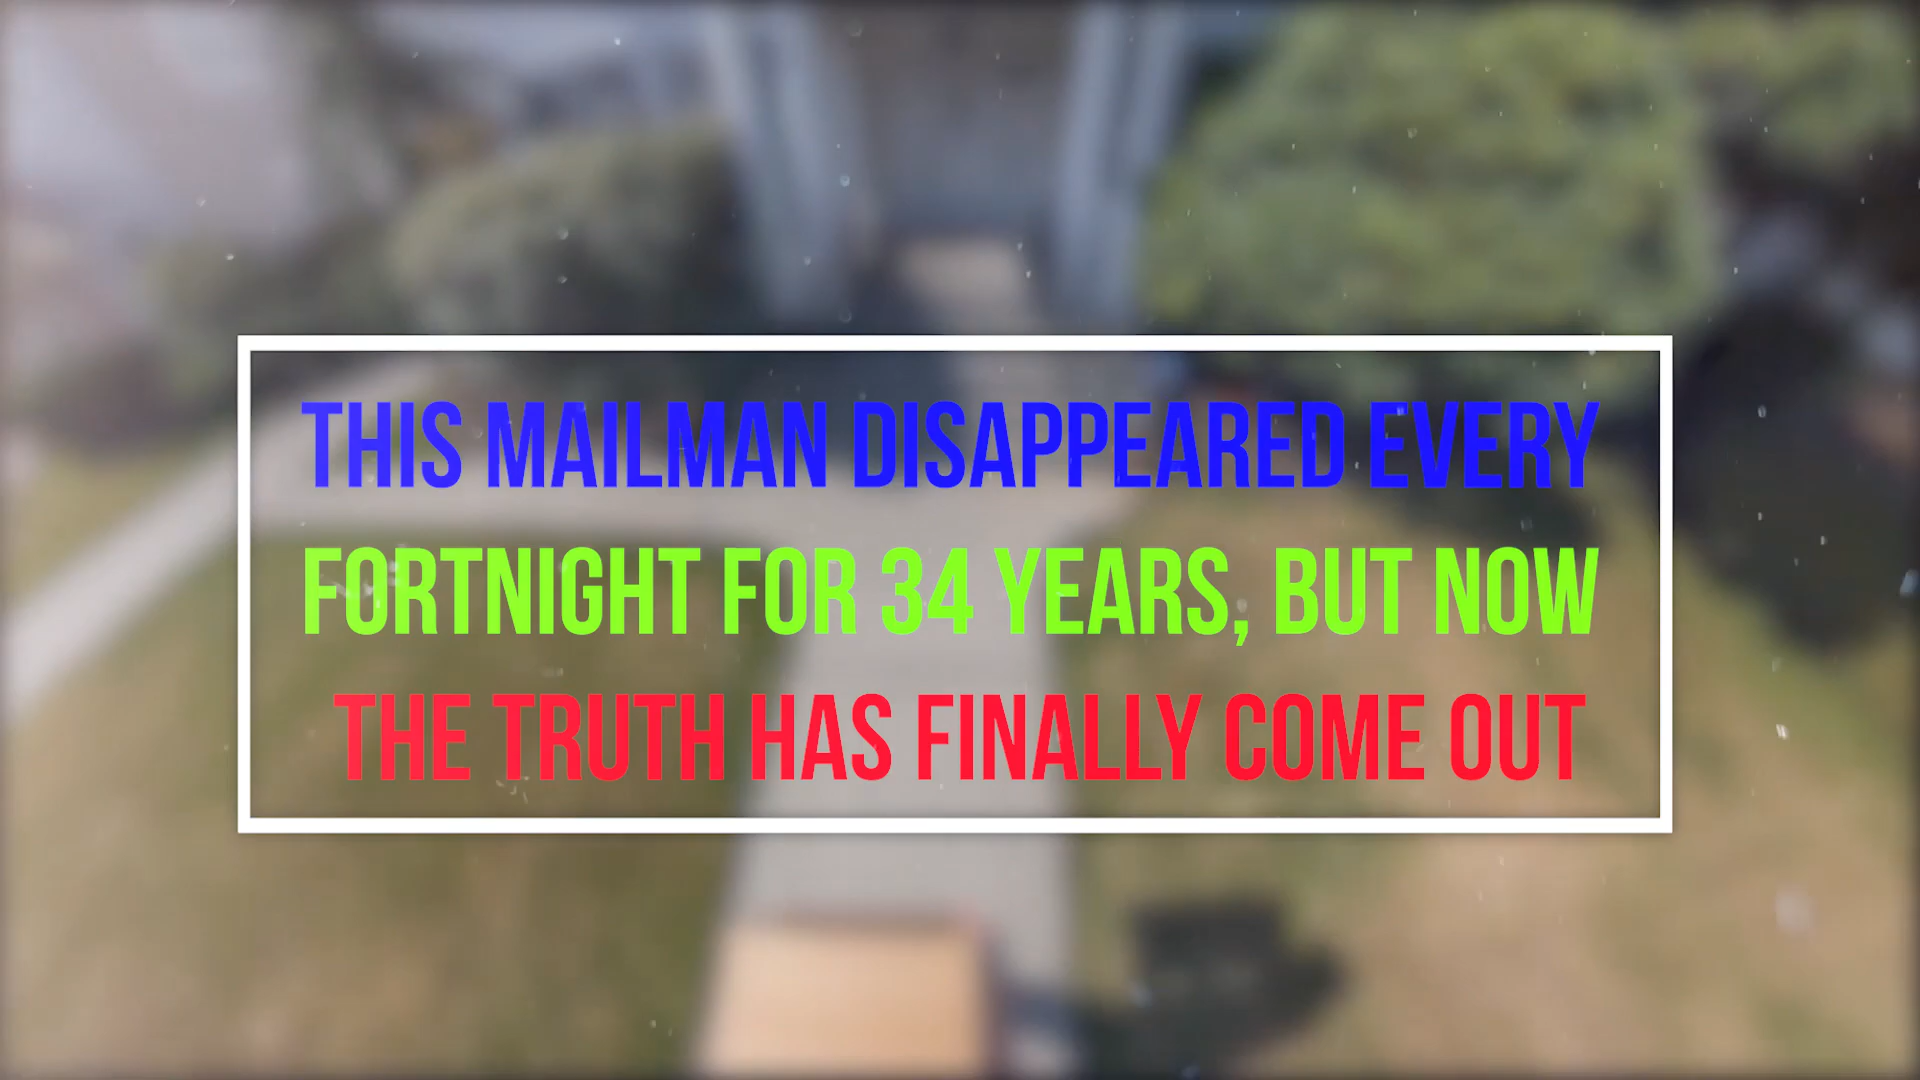 THIS MAILMAN DISAPPEARED EVERY
FORTNIGHT FOR 34 YEARS, BUT NOW
THE TRUTH HAS FINALLY COME OUT